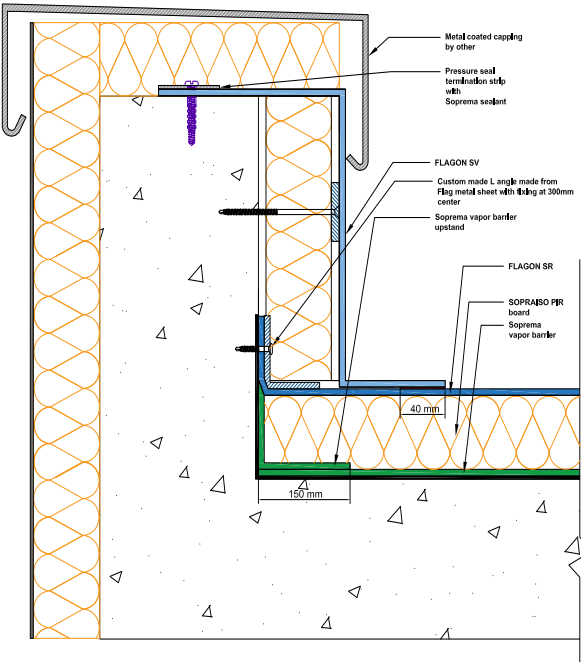 Metal coated capping
by other
Pressure seal
termination strip
with
Soprema sealant
FLAGON SV
Custom made L angle made from
Flag metal sheet with fixing at 300mm
center
Soprema vapor barrier
upstand
FLAGON SR
SOPRAISO PIR
board
Soprema
vapor barrier
40 mm
150 mm